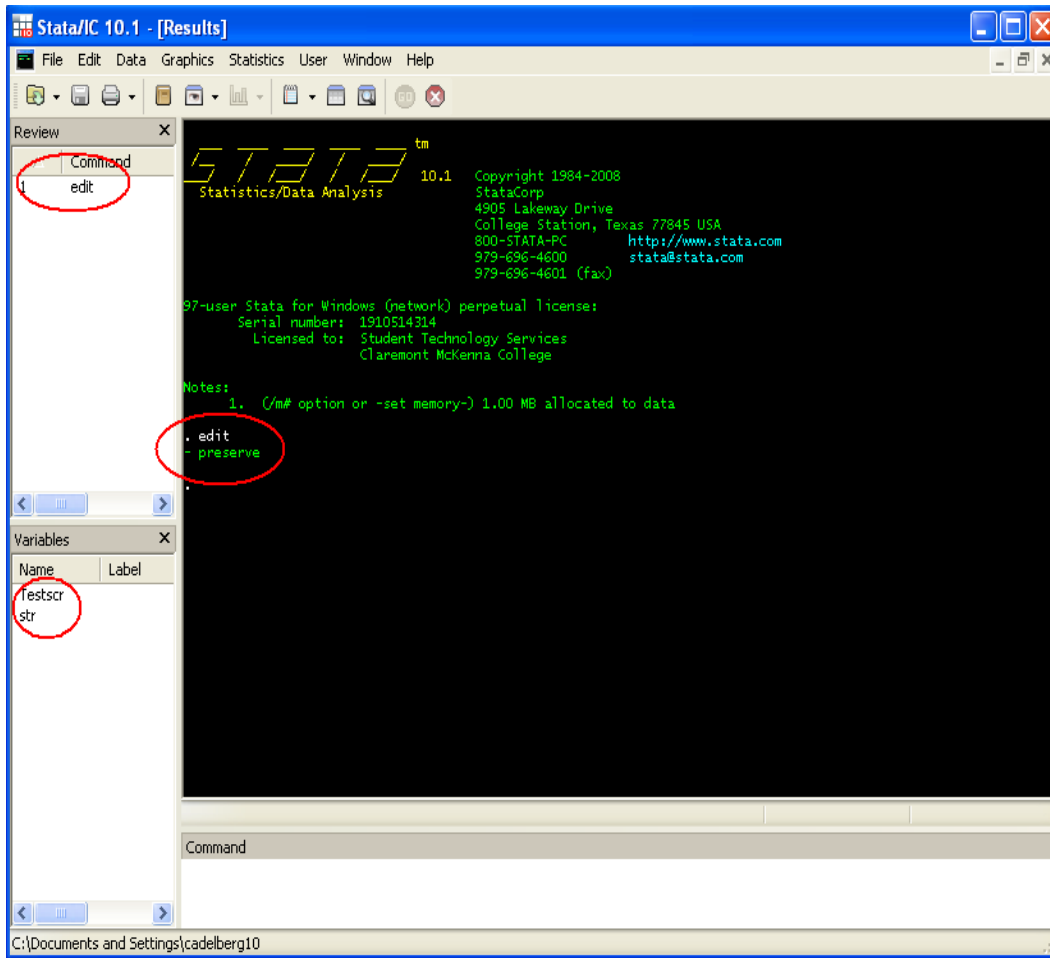 Stata/IC 10.1 - [Results]
File Edit Data Graphics Statistics User Window Help
Review
Command
1 edit
Variables
Name Label
Testscr
str
STATA tm
10.1 Copyright 1984-2008
Statistics/Data Analysis StataCorp
4905 Lakeway Drive
College Station, Texas 77845 USA
800-STATA-PC http://www.stata.com
979-696-4600 stata@stata.com
979-696-4601 (fax)
97-user Stata for Windows (network) perpetual license:
Serial number: 1910514314
Licensed to: Student Technology Services
Claremont McKenna College
Notes:
1. (/m# option or -set memory-) 1.00 MB allocated to data
. edit
- preserve
.
Command
C:\Documents and Settings\cadelberg10